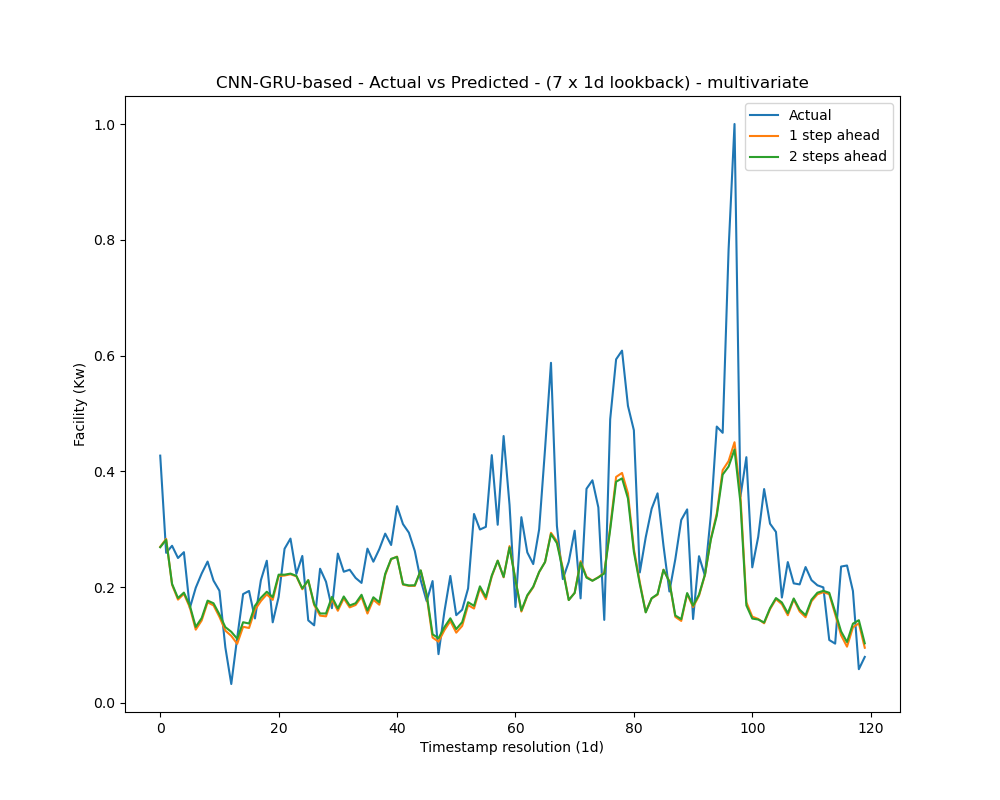 CNN-GRU-based - Actual vs Predicted - (7 x 1d lookback) - multivariate
Actual
1 step ahead
2 steps ahead
1.0
0.8
0.6
0.4
0.2
0.0
Facility (Kw)
0 20 40 60 80 100 120
Timestamp resolution (1d)